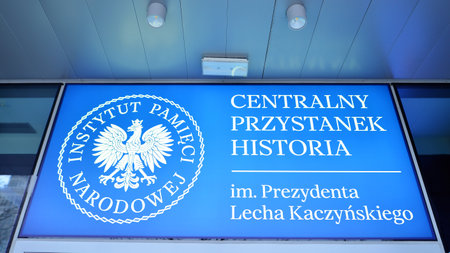 INSTYTUT PAMIĘCI
NARODOWEJ
CENTRALNY
PRZYSTANEK
HISTORIA
im. Prezydenta
Lecha Kaczyńskiego